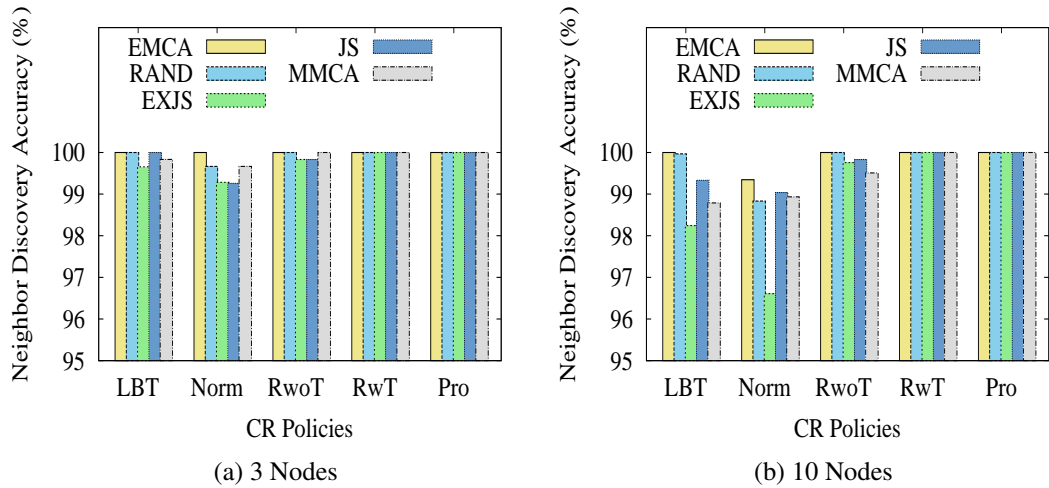 Neighbor Discovery Accuracy (%)
EMCA
RAND
EXJS
JS
MMCA
100
99
98
97
96
95
LBT Norm RwoT RwT Pro
CR Policies
(a) 3 Nodes
Neighbor Discovery Accuracy (%)
EMCA
RAND
EXJS
JS
MMCA
100
99
98
97
96
95
LBT Norm RwoT RwT Pro
CR Policies
(b) 10 Nodes